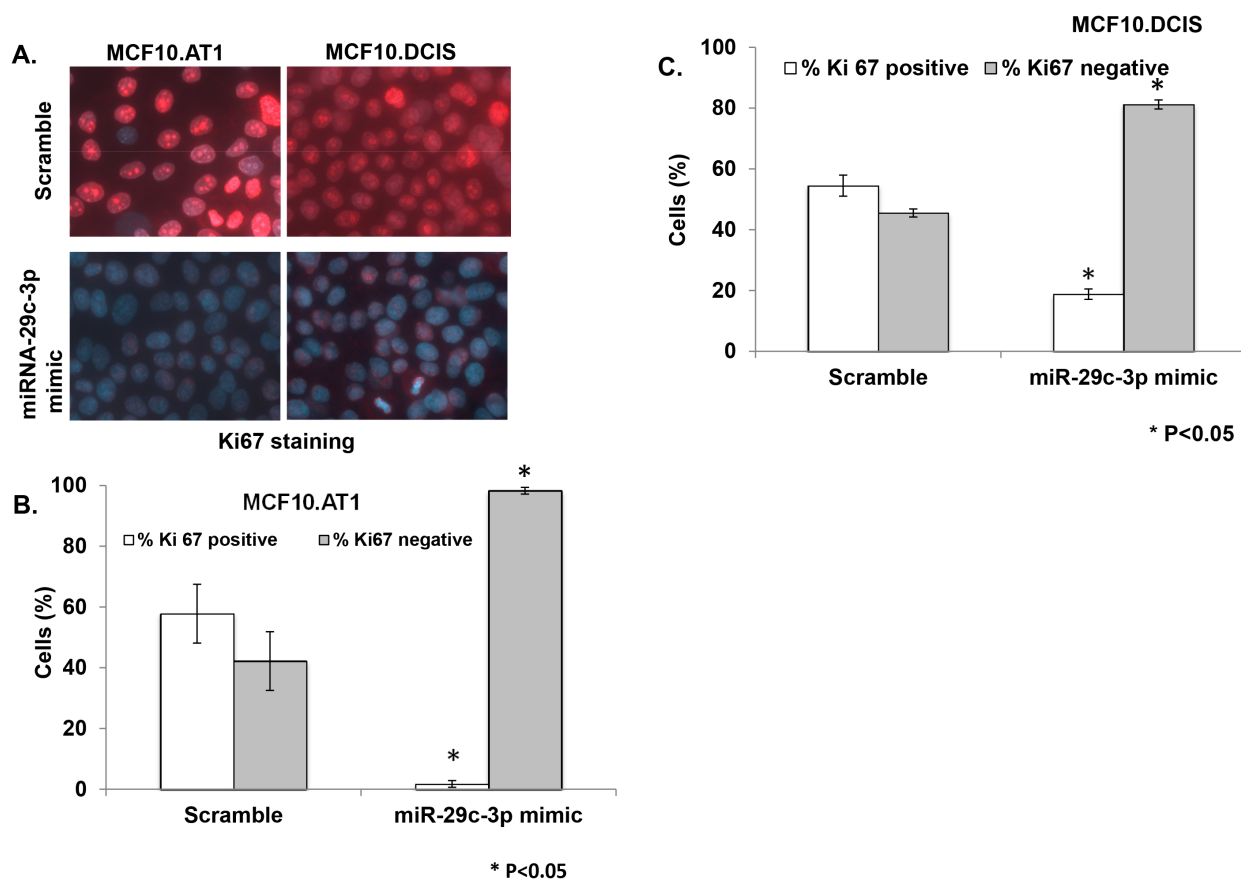 A.
MCF10.AT1
MCF10.DCIS
Scramble
miRNA-29c-3p
mimic
Ki67 staining
B.
MCF10.AT1
% Ki 67 positive
% Ki67 negative
*
*
Cells (%)
100
80
60
40
20
0
Scramble
miR-29c-3p mimic
* P<0.05
C.
MCF10.DCIS
% Ki 67 positive
% Ki67 negative
*
*
Cells (%)
100
80
60
40
20
0
Scramble
miR-29c-3p mimic
* P<0.05